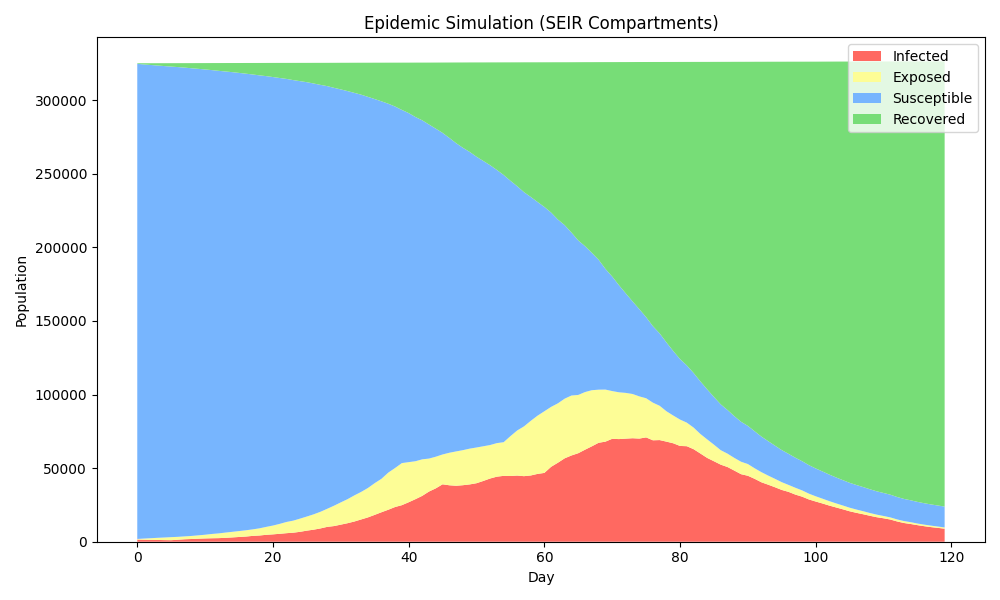 Epidemic Simulation (SEIR Compartments)
Infected
Exposed
Susceptible
Recovered
Population
300000
250000
200000
150000
100000
50000
0
0 20 40 60 80 100 120
Day